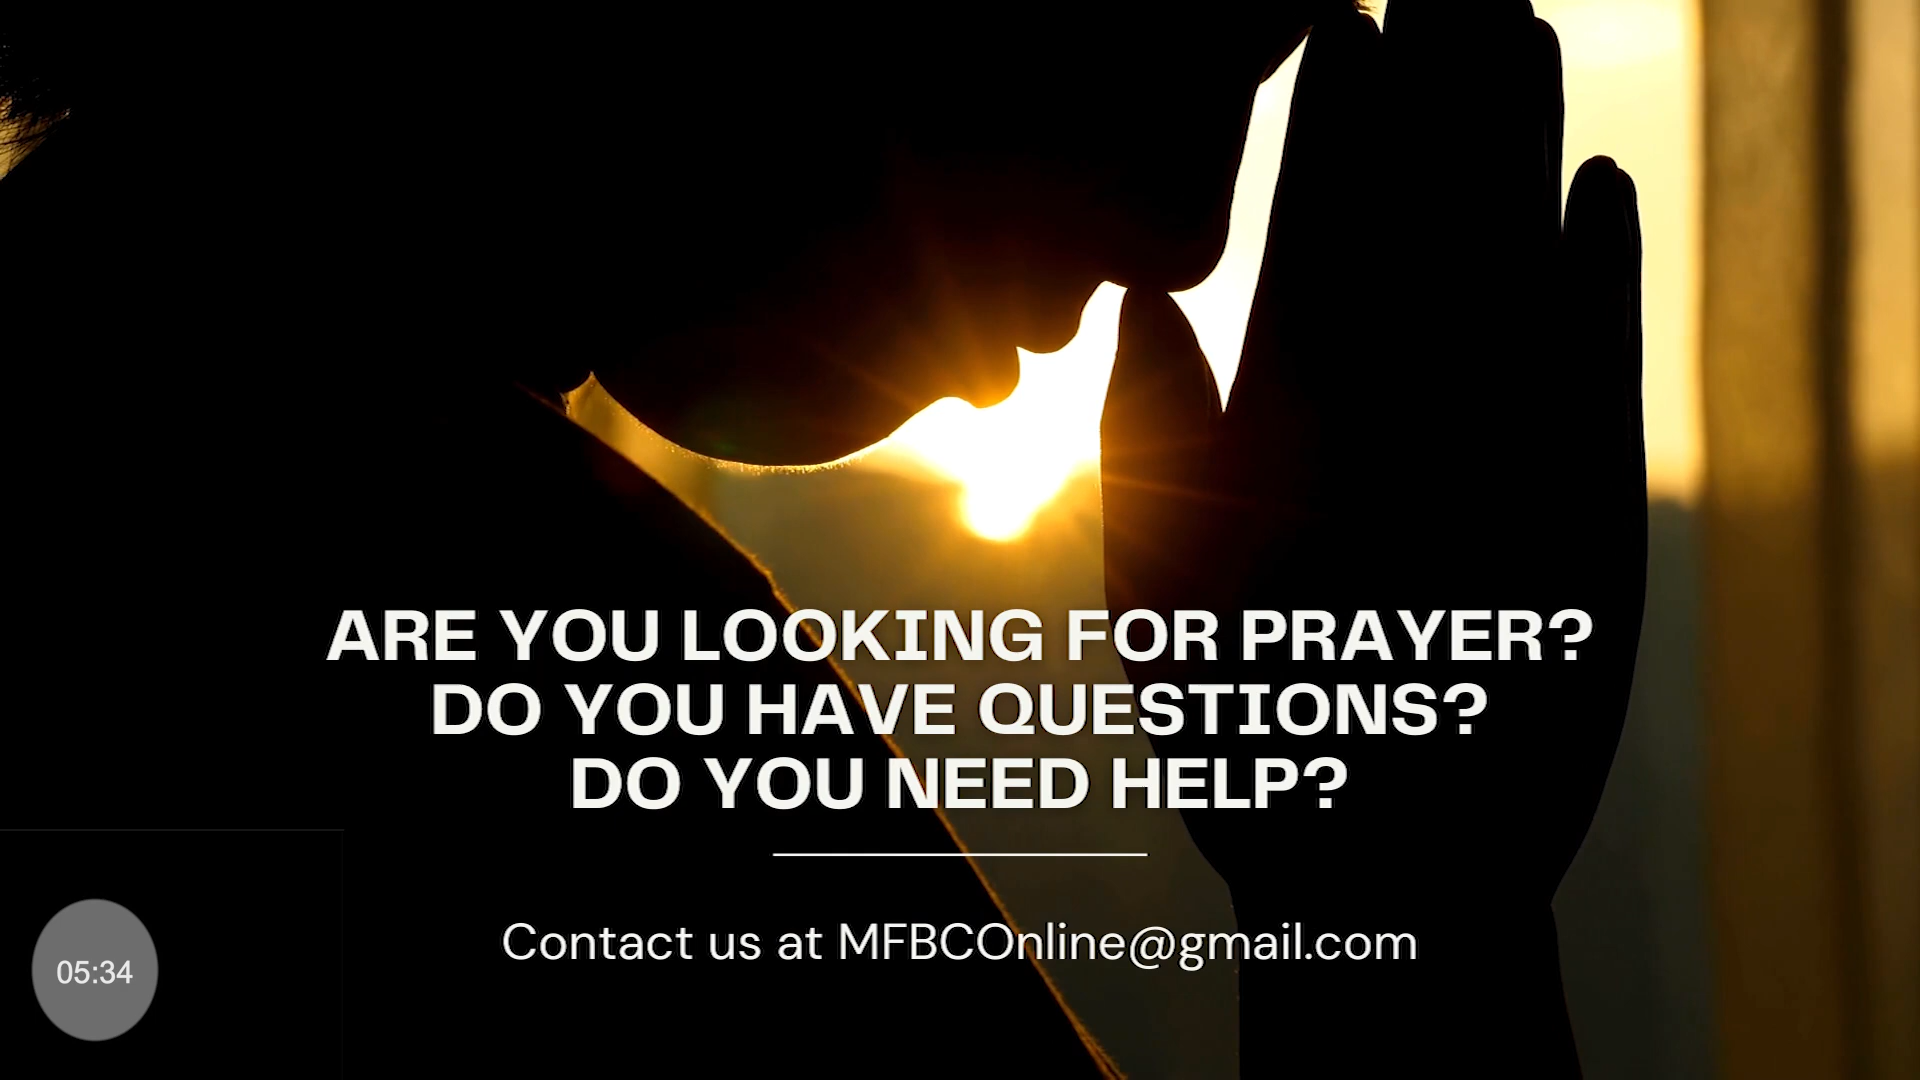 ARE YOU LOOKING FOR PRAYER?
DO YOU HAVE QUESTIONS?
DO YOU NEED HELP?
Contact us at MFBCOnline@gmail.com
05:34